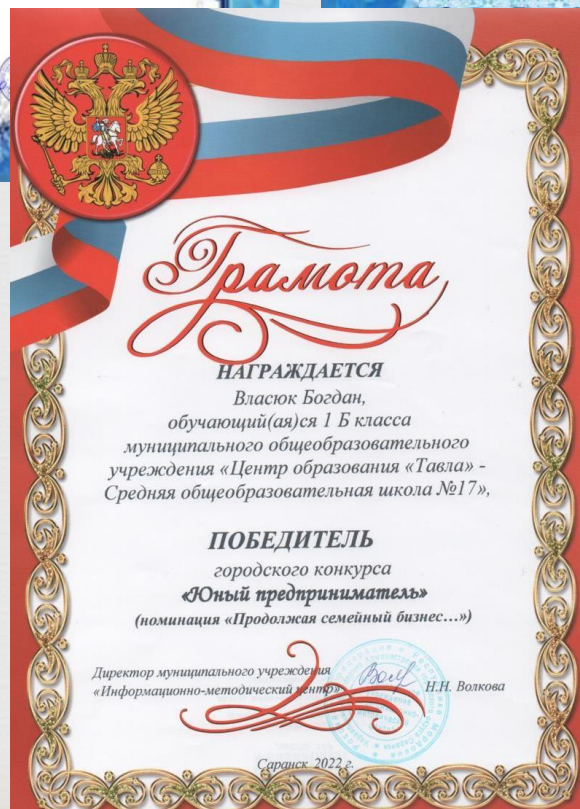 Грамота
НАГРАЖДАЕТСЯ
Власюк Богдан,
обучающий(ая)ся 1 Б класса
муниципального общеобразовательного
учреждения «Центр образования «Тавла» -
Средняя общеобразовательная школа №17»,
ПОБЕДИТЕЛЬ
городского конкурса
«Юный предприниматель»
(номинация «Продолжая семейный бизнес…»)
Директор муниципального учреждения
«Информационно-методический центр» Н.Н. Волкова
Саранск 2022 г.